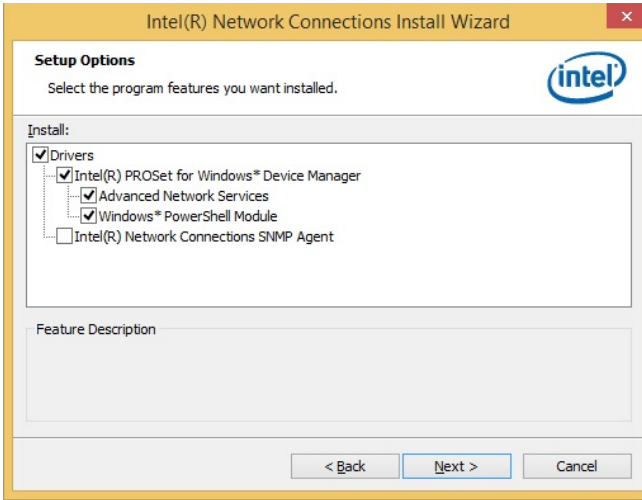 Intel(R) Network Connections Install Wizard
Setup Options
Select the program features you want installed.
intel
Install:
Drivers
Intel(R) PROSet for Windows* Device Manager
Advanced Network Services
Windows* PowerShell Module
Intel(R) Network Connections SNMP Agent
Feature Description
< Back Next > Cancel